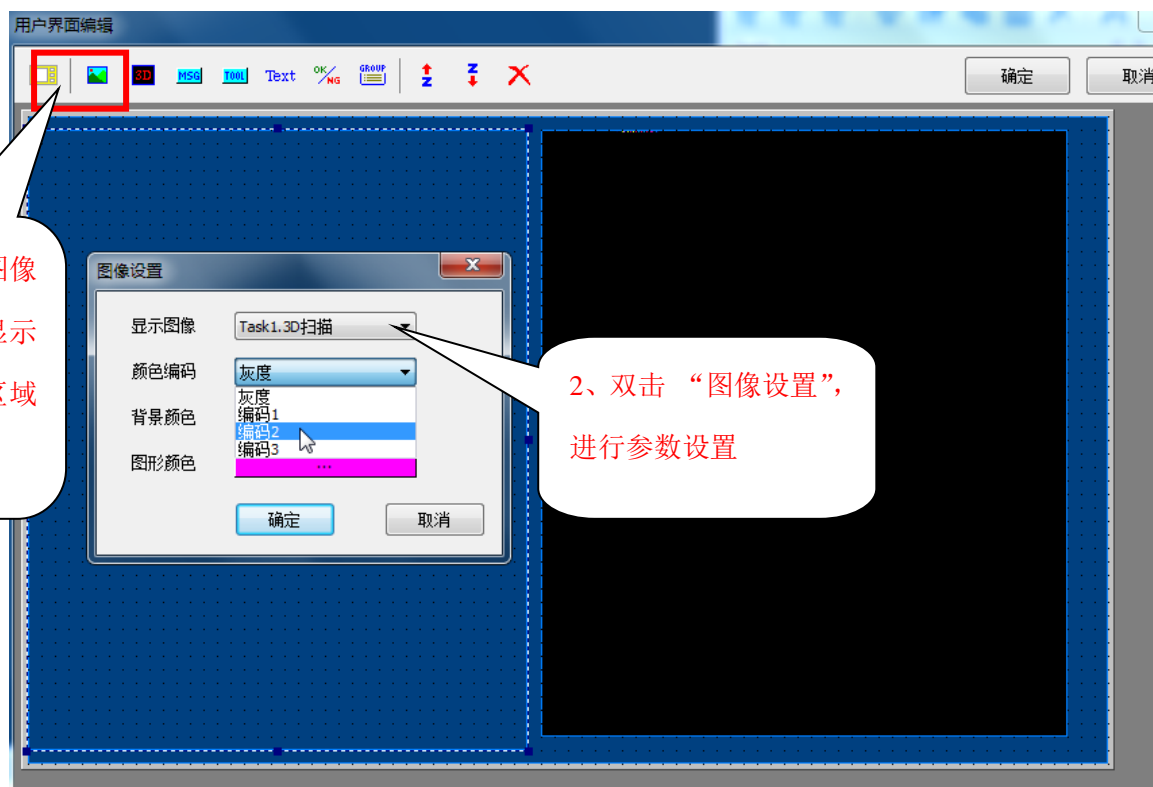 用户界面编辑
3D MSG TOOL Text OK/NG GROUP Z Z
确定 取消
图像
显示
区域
图像设置
显示图像 Task1.3D扫描
颜色编码 灰度
灰度
背景颜色 编码1
编码2
编码3
图形颜色 ...
确定 取消
2、双击 “图像设置”,
进行参数设置